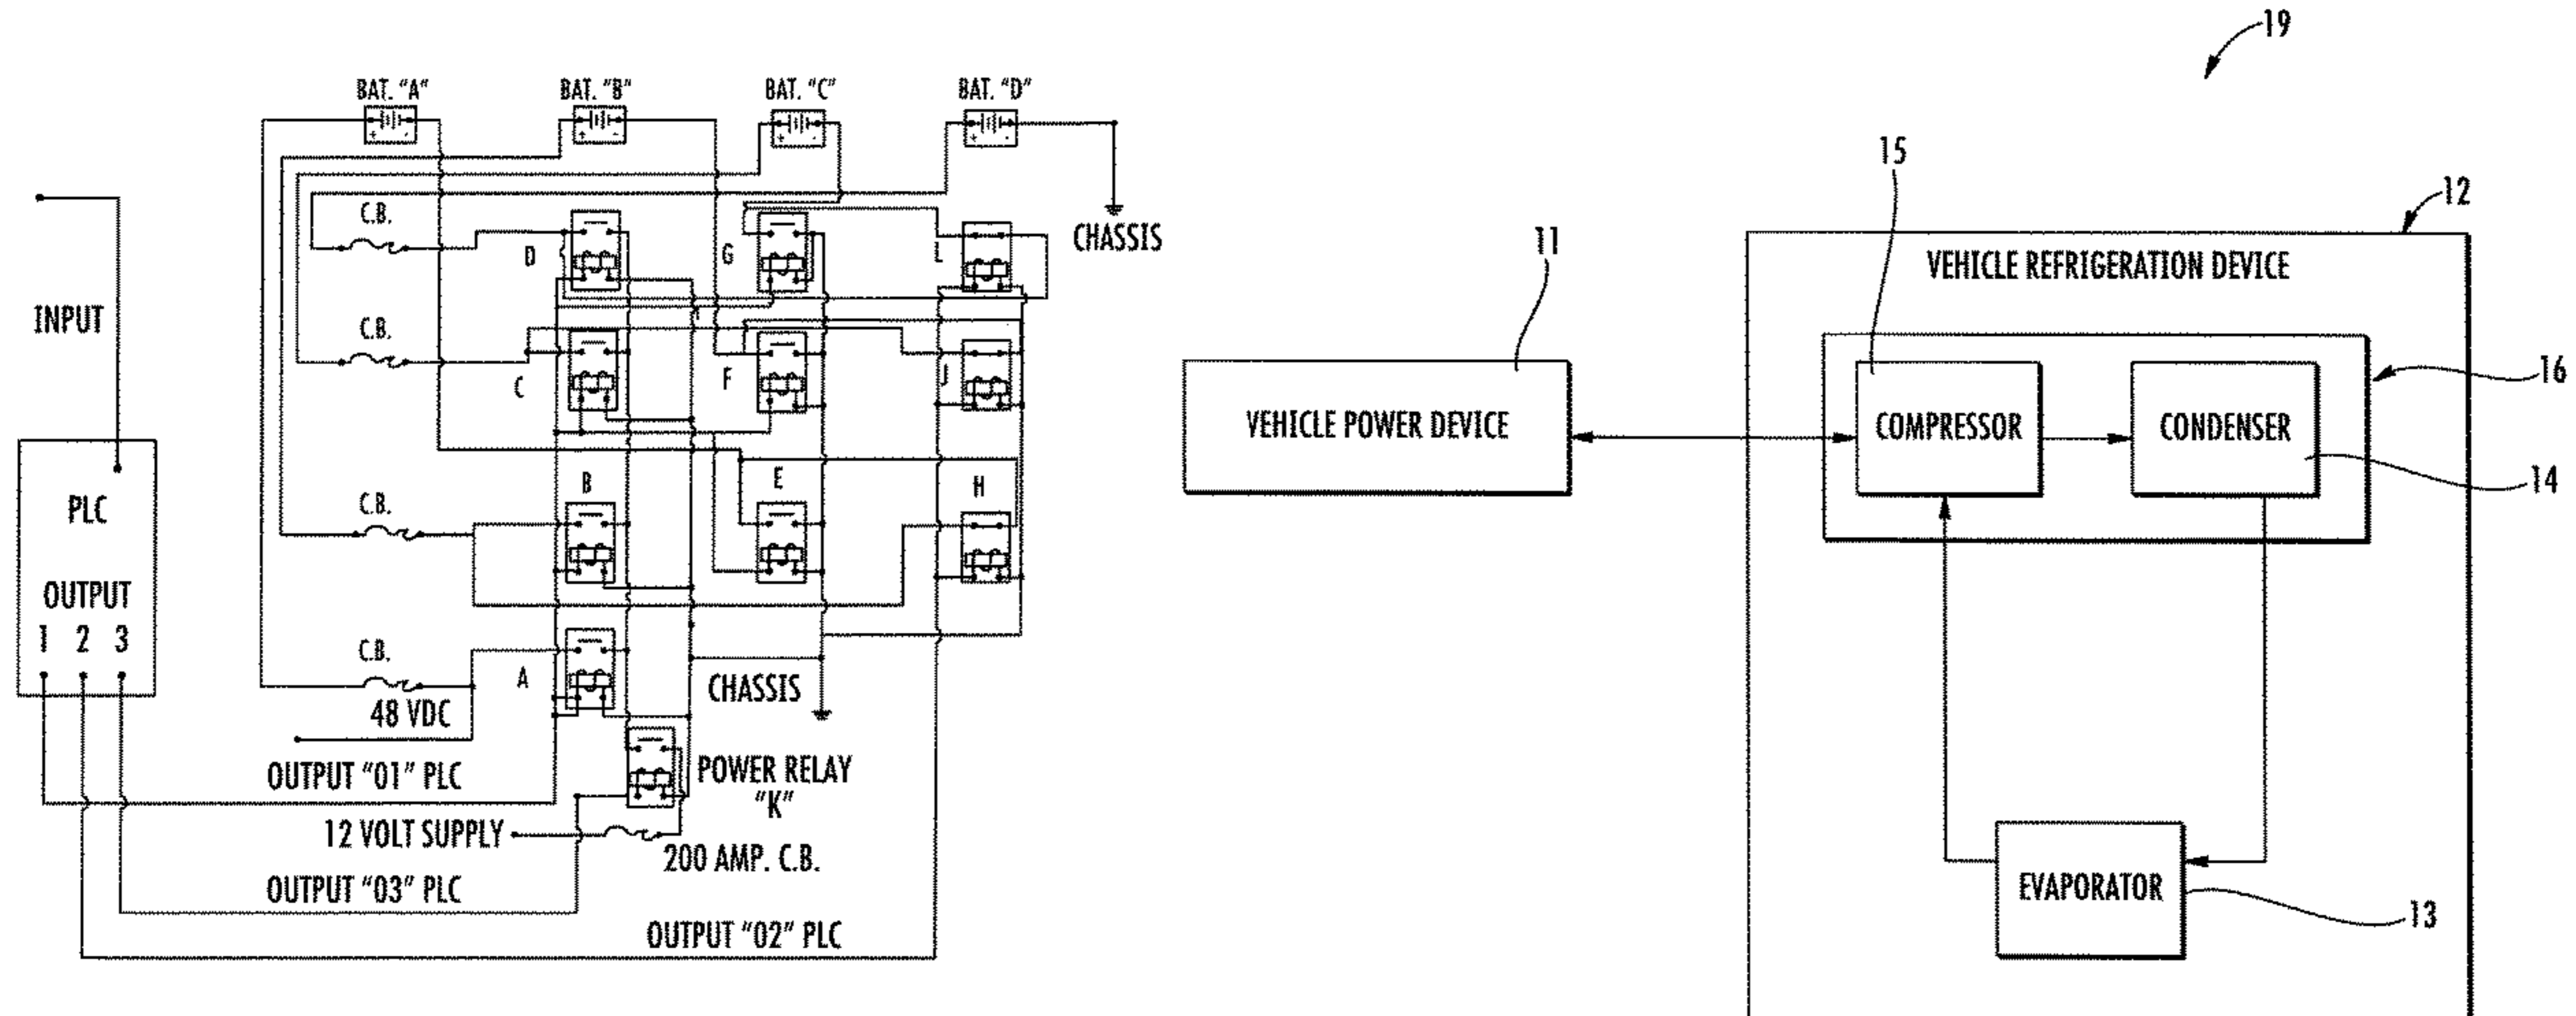 BAT. "A"
BAT. "B"
BAT. "C"
BAT. "D"
C.B.
D
G
L
CHASSIS
INPUT
C.B.
C
F
J
C.B.
B
E
H
PLC
OUTPUT
1 2 3
C.B.
A
48 VDC
CHASSIS
OUTPUT "01" PLC
POWER RELAY
"K"
12 VOLT SUPPLY
200 AMP. C.B.
OUTPUT "03" PLC
OUTPUT "02" PLC
19
15
12
11
VEHICLE REFRIGERATION DEVICE
16
VEHICLE POWER DEVICE
COMPRESSOR
CONDENSER
14
EVAPORATOR
13